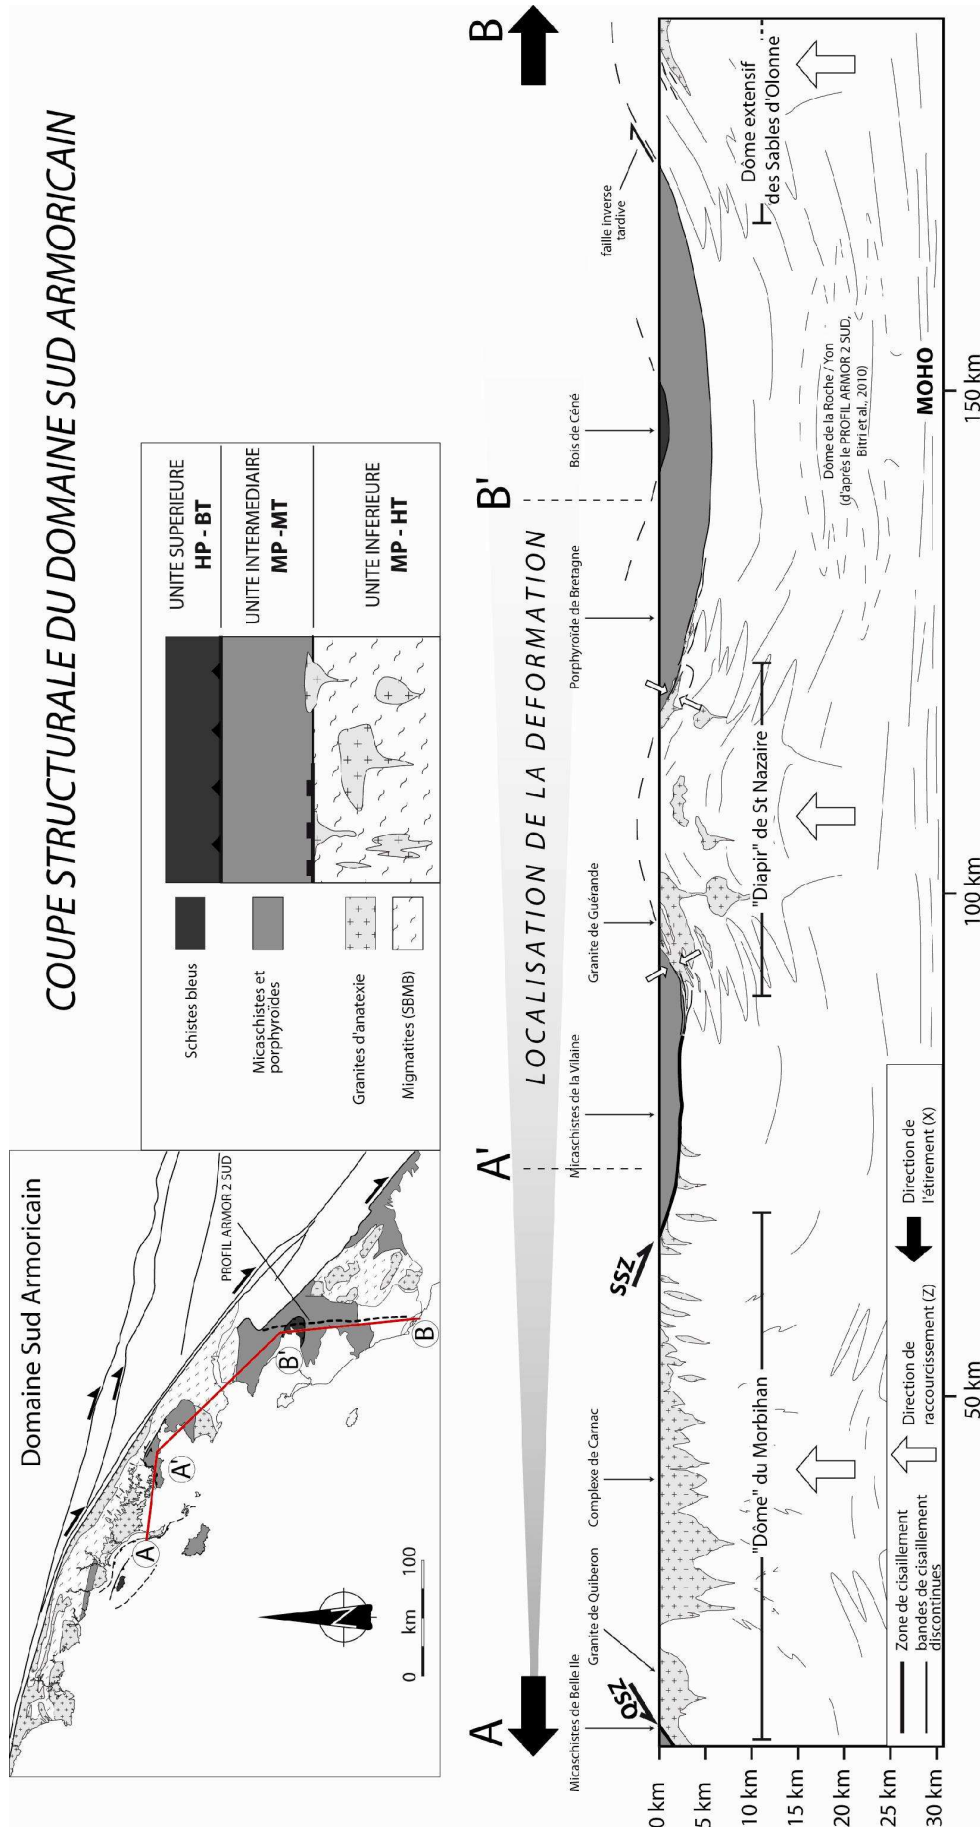 COUPE STRUCTURALE DU DOMAINE SUD ARMORICAIN
Domaine Sud Armoricain
PROFIL ARMOR 2 SUD
A
A'
B'
B
N
0 km 100
Schistes bleus
Micaschistes et
porphyroïdes
Granites d'anatexie
Migmatites (SBMB)
UNITE SUPERIEURE
HP - BT
UNITE INTERMEDIAIRE
MP -MT
UNITE INFERIEURE
MP - HT
A
A'
B'
B
LOCALISATION DE LA DEFORMATION
Micaschistes de Belle Ile
Granite de Quiberon
Complexe de Carnac
Micaschistes de la Vilaine
Granite de Guérande
Porphyroïde de Bretagne
Bois de Céné
faille inverse
tardive
QSZ
SSZ
"Dôme" du Morbihan
"Diapir" de St Nazaire
Dôme extensif
des Sables d'Olonne
Dôme de la Roche / Yon
(d'après le PROFIL ARMOR 2 SUD,
Bitri et al., 2010)
MOHO
0 km
5 km
10 km
15 km
20 km
25 km
30 km
Zone de cisaillement
bandes de cisaillement
discontinues
Direction de
raccourcissement (Z)
Direction de
l'étirement (X)
50 km
100 km
150 km